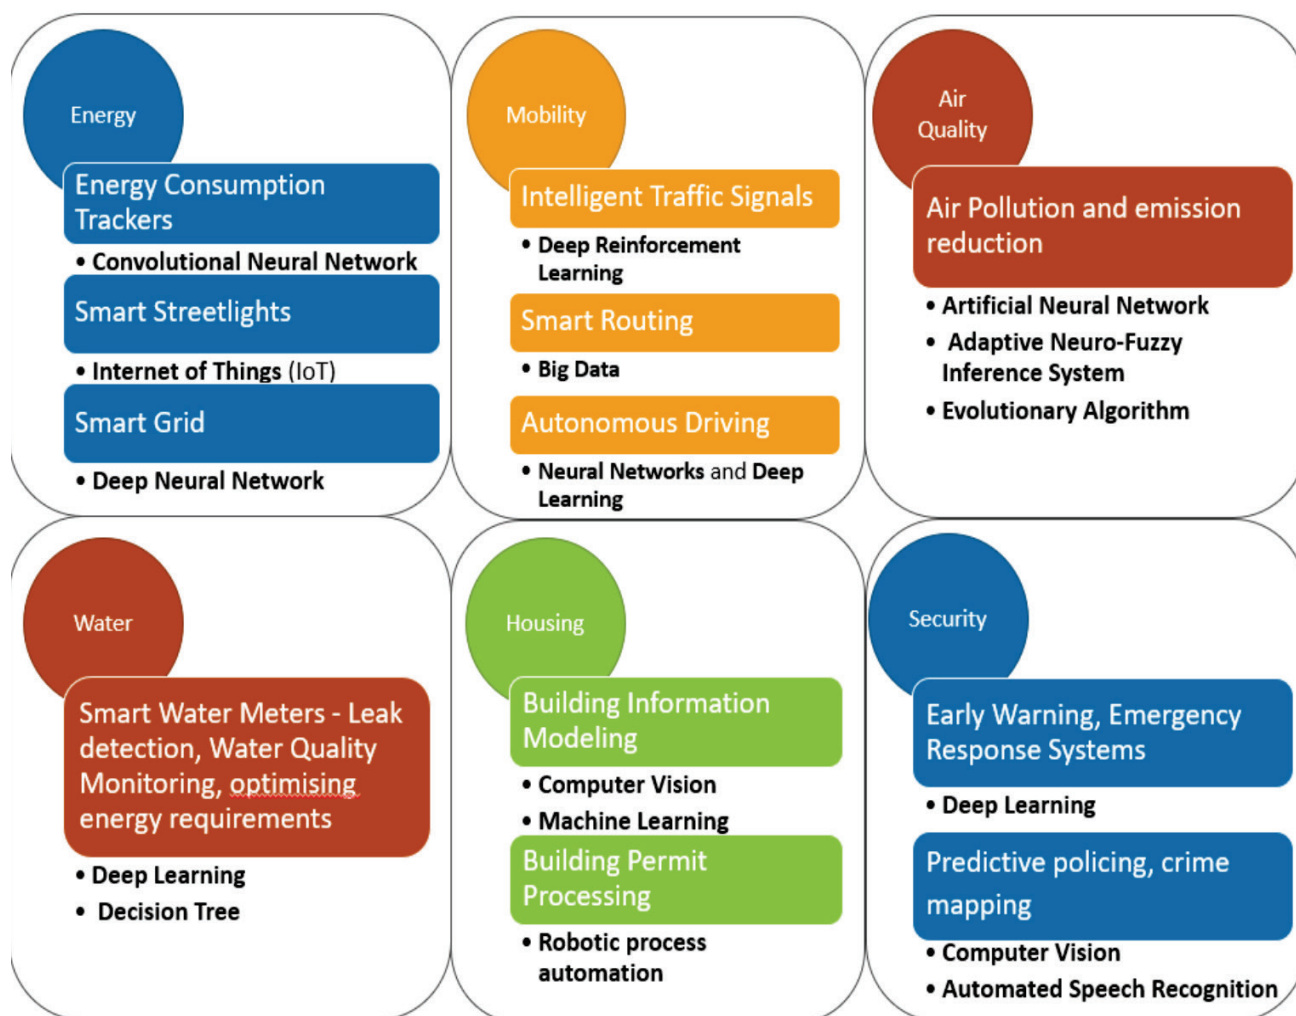 Energy
Energy Consumption
Trackers
• Convolutional Neural Network
Smart Streetlights
• Internet of Things (IoT)
Smart Grid
• Deep Neural Network
Mobility
Intelligent Traffic Signals
• Deep Reinforcement
Learning
Smart Routing
• Big Data
Autonomous Driving
• Neural Networks and Deep
Learning
Air
Quality
Air Pollution and emission
reduction
• Artificial Neural Network
• Adaptive Neuro-Fuzzy
Inference System
• Evolutionary Algorithm
Water
Smart Water Meters - Leak
detection, Water Quality
Monitoring, optimising
energy requirements
• Deep Learning
• Decision Tree
Housing
Building Information
Modeling
• Computer Vision
• Machine Learning
Building Permit
Processing
• Robotic process
automation
Security
Early Warning, Emergency
Response Systems
• Deep Learning
Predictive policing, crime
mapping
• Computer Vision
• Automated Speech Recognition